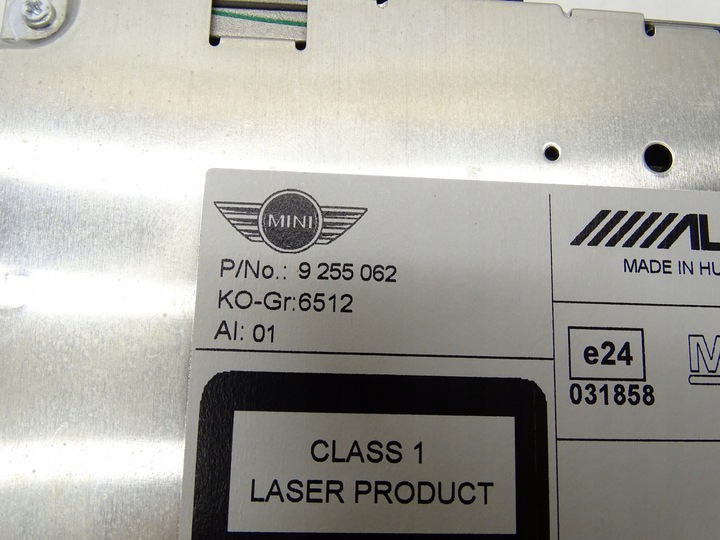 MINI
P/No.: 9 255 062
KO-Gr:6512
AI: 01
MADE IN HU
e24
031858
CLASS 1
LASER PRODUCT